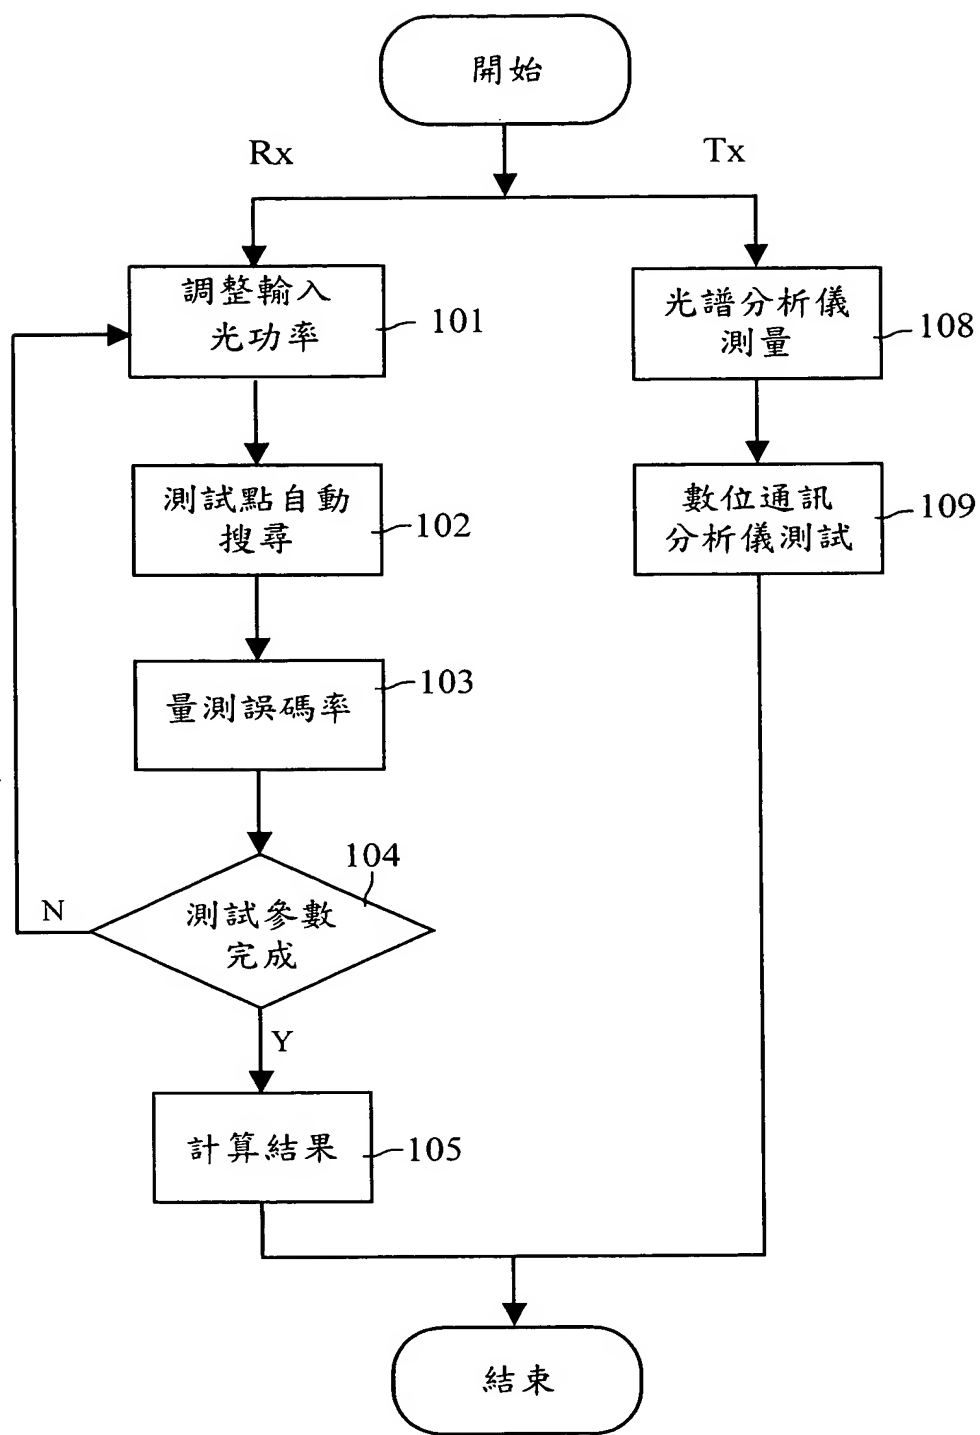 開始
Rx
Tx
調整輸入
光功率
101
光譜分析儀
測量
108
測試點自動
搜尋
102
數位通訊
分析儀測試
109
量測誤碼率
103
104
測試參數
完成
N
Y
計算結果
105
結束